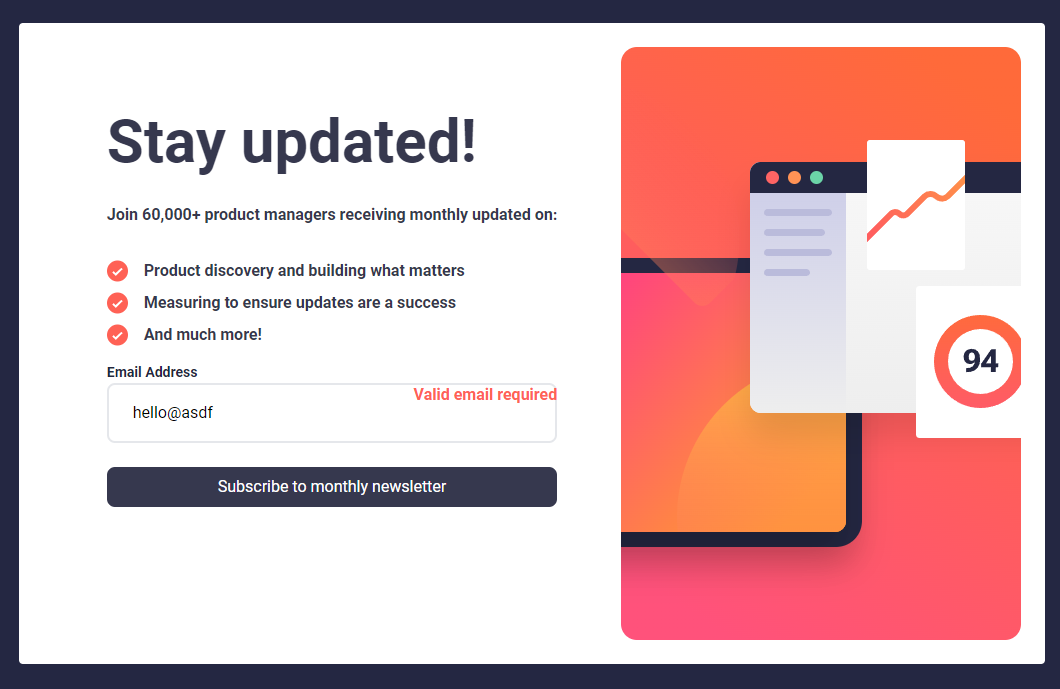 Stay updated!
Join 60,000+ product managers receiving monthly updated on:
Product discovery and building what matters
Measuring to ensure updates are a success
And much more!
Email Address
Valid email required
hello@asdf
Subscribe to monthly newsletter
94